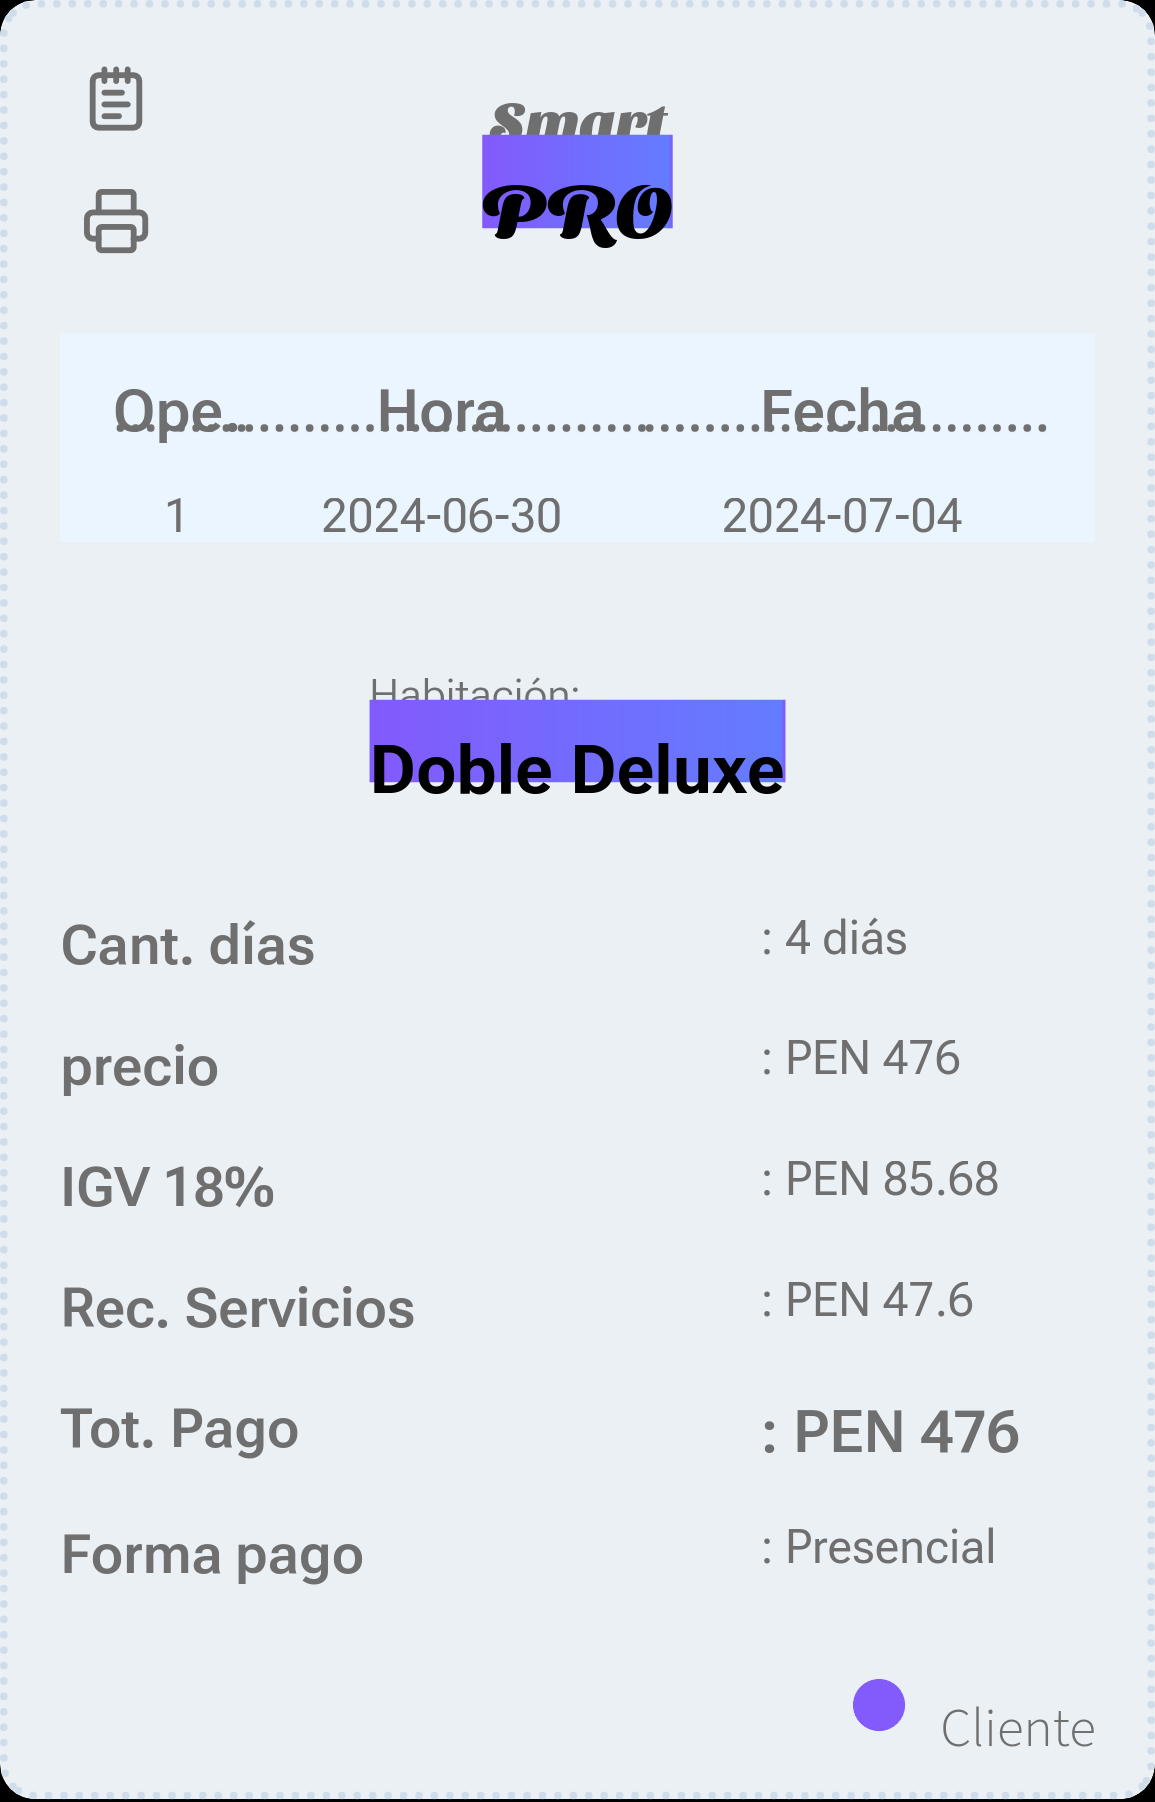 Smart
PRO
Ope... Hora Fecha
1 2024-06-30 2024-07-04
Habitación:
Doble Deluxe
Cant. días : 4 diás
precio : PEN 476
IGV 18% : PEN 85.68
Rec. Servicios : PEN 47.6
Tot. Pago : PEN 476
Forma pago : Presencial
Cliente